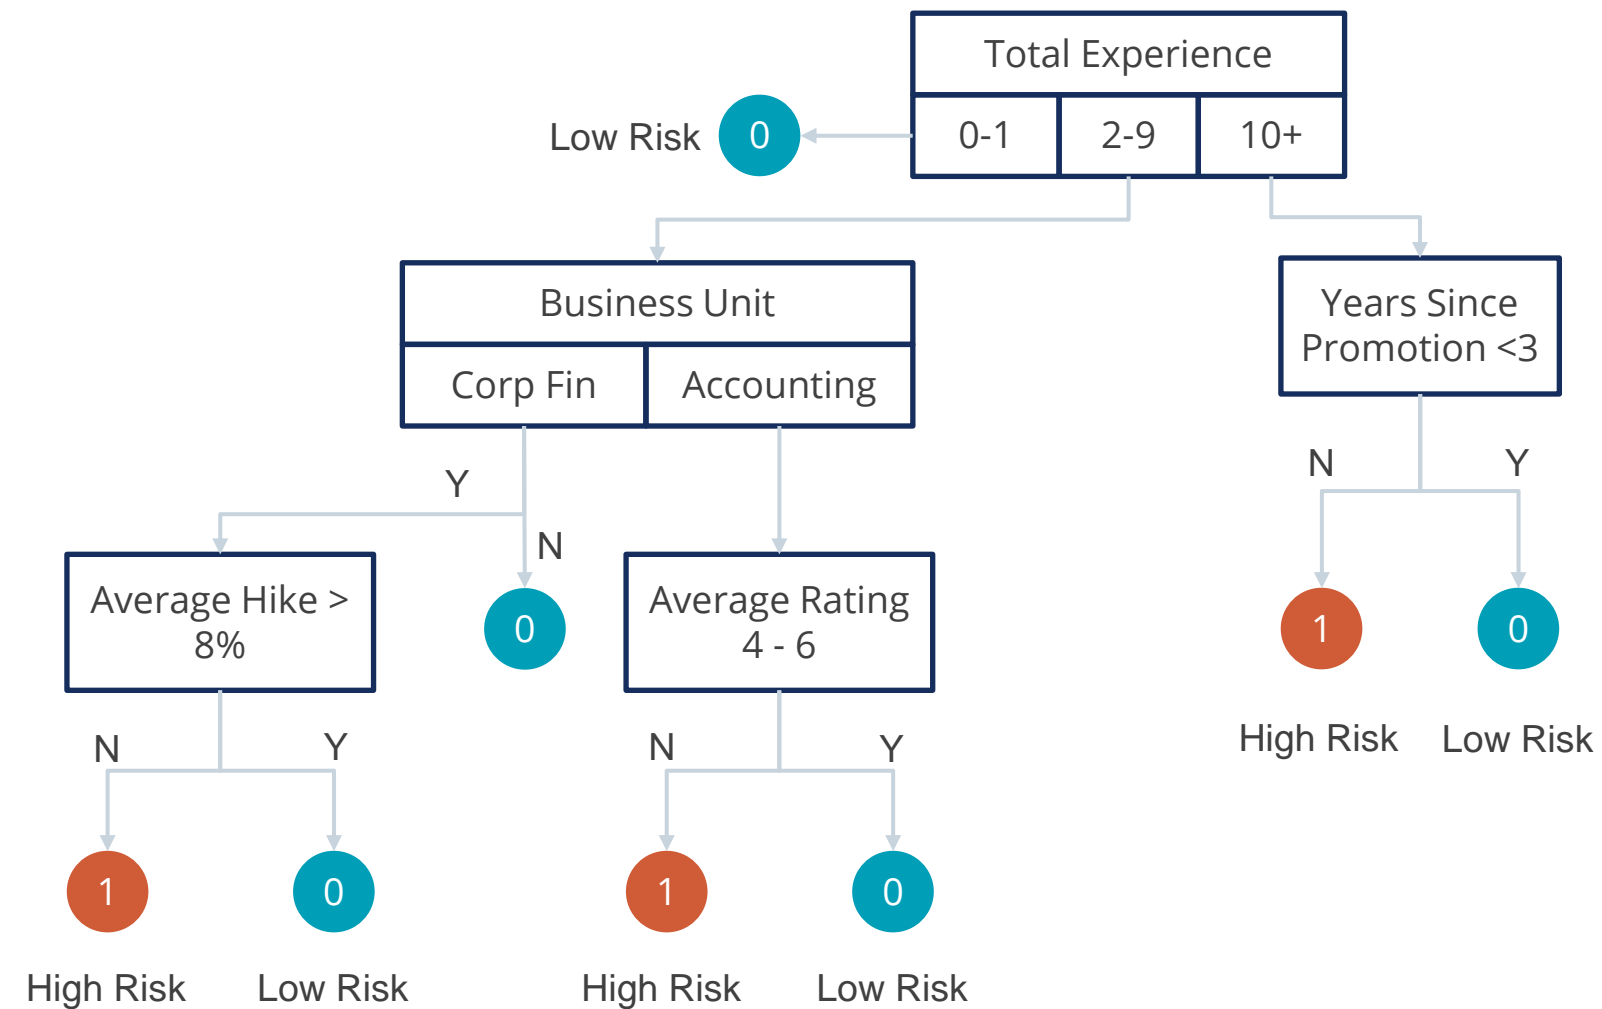 Total Experience
Low Risk
0
0-1
2-9
10+
Business Unit
Corp Fin
Accounting
Years Since
Promotion <3
Y
N
N
Y
Average Hike >
8%
0
Average Rating
4 - 6
1
0
High Risk
Low Risk
N
Y
N
Y
1
0
1
0
High Risk
Low Risk
High Risk
Low Risk